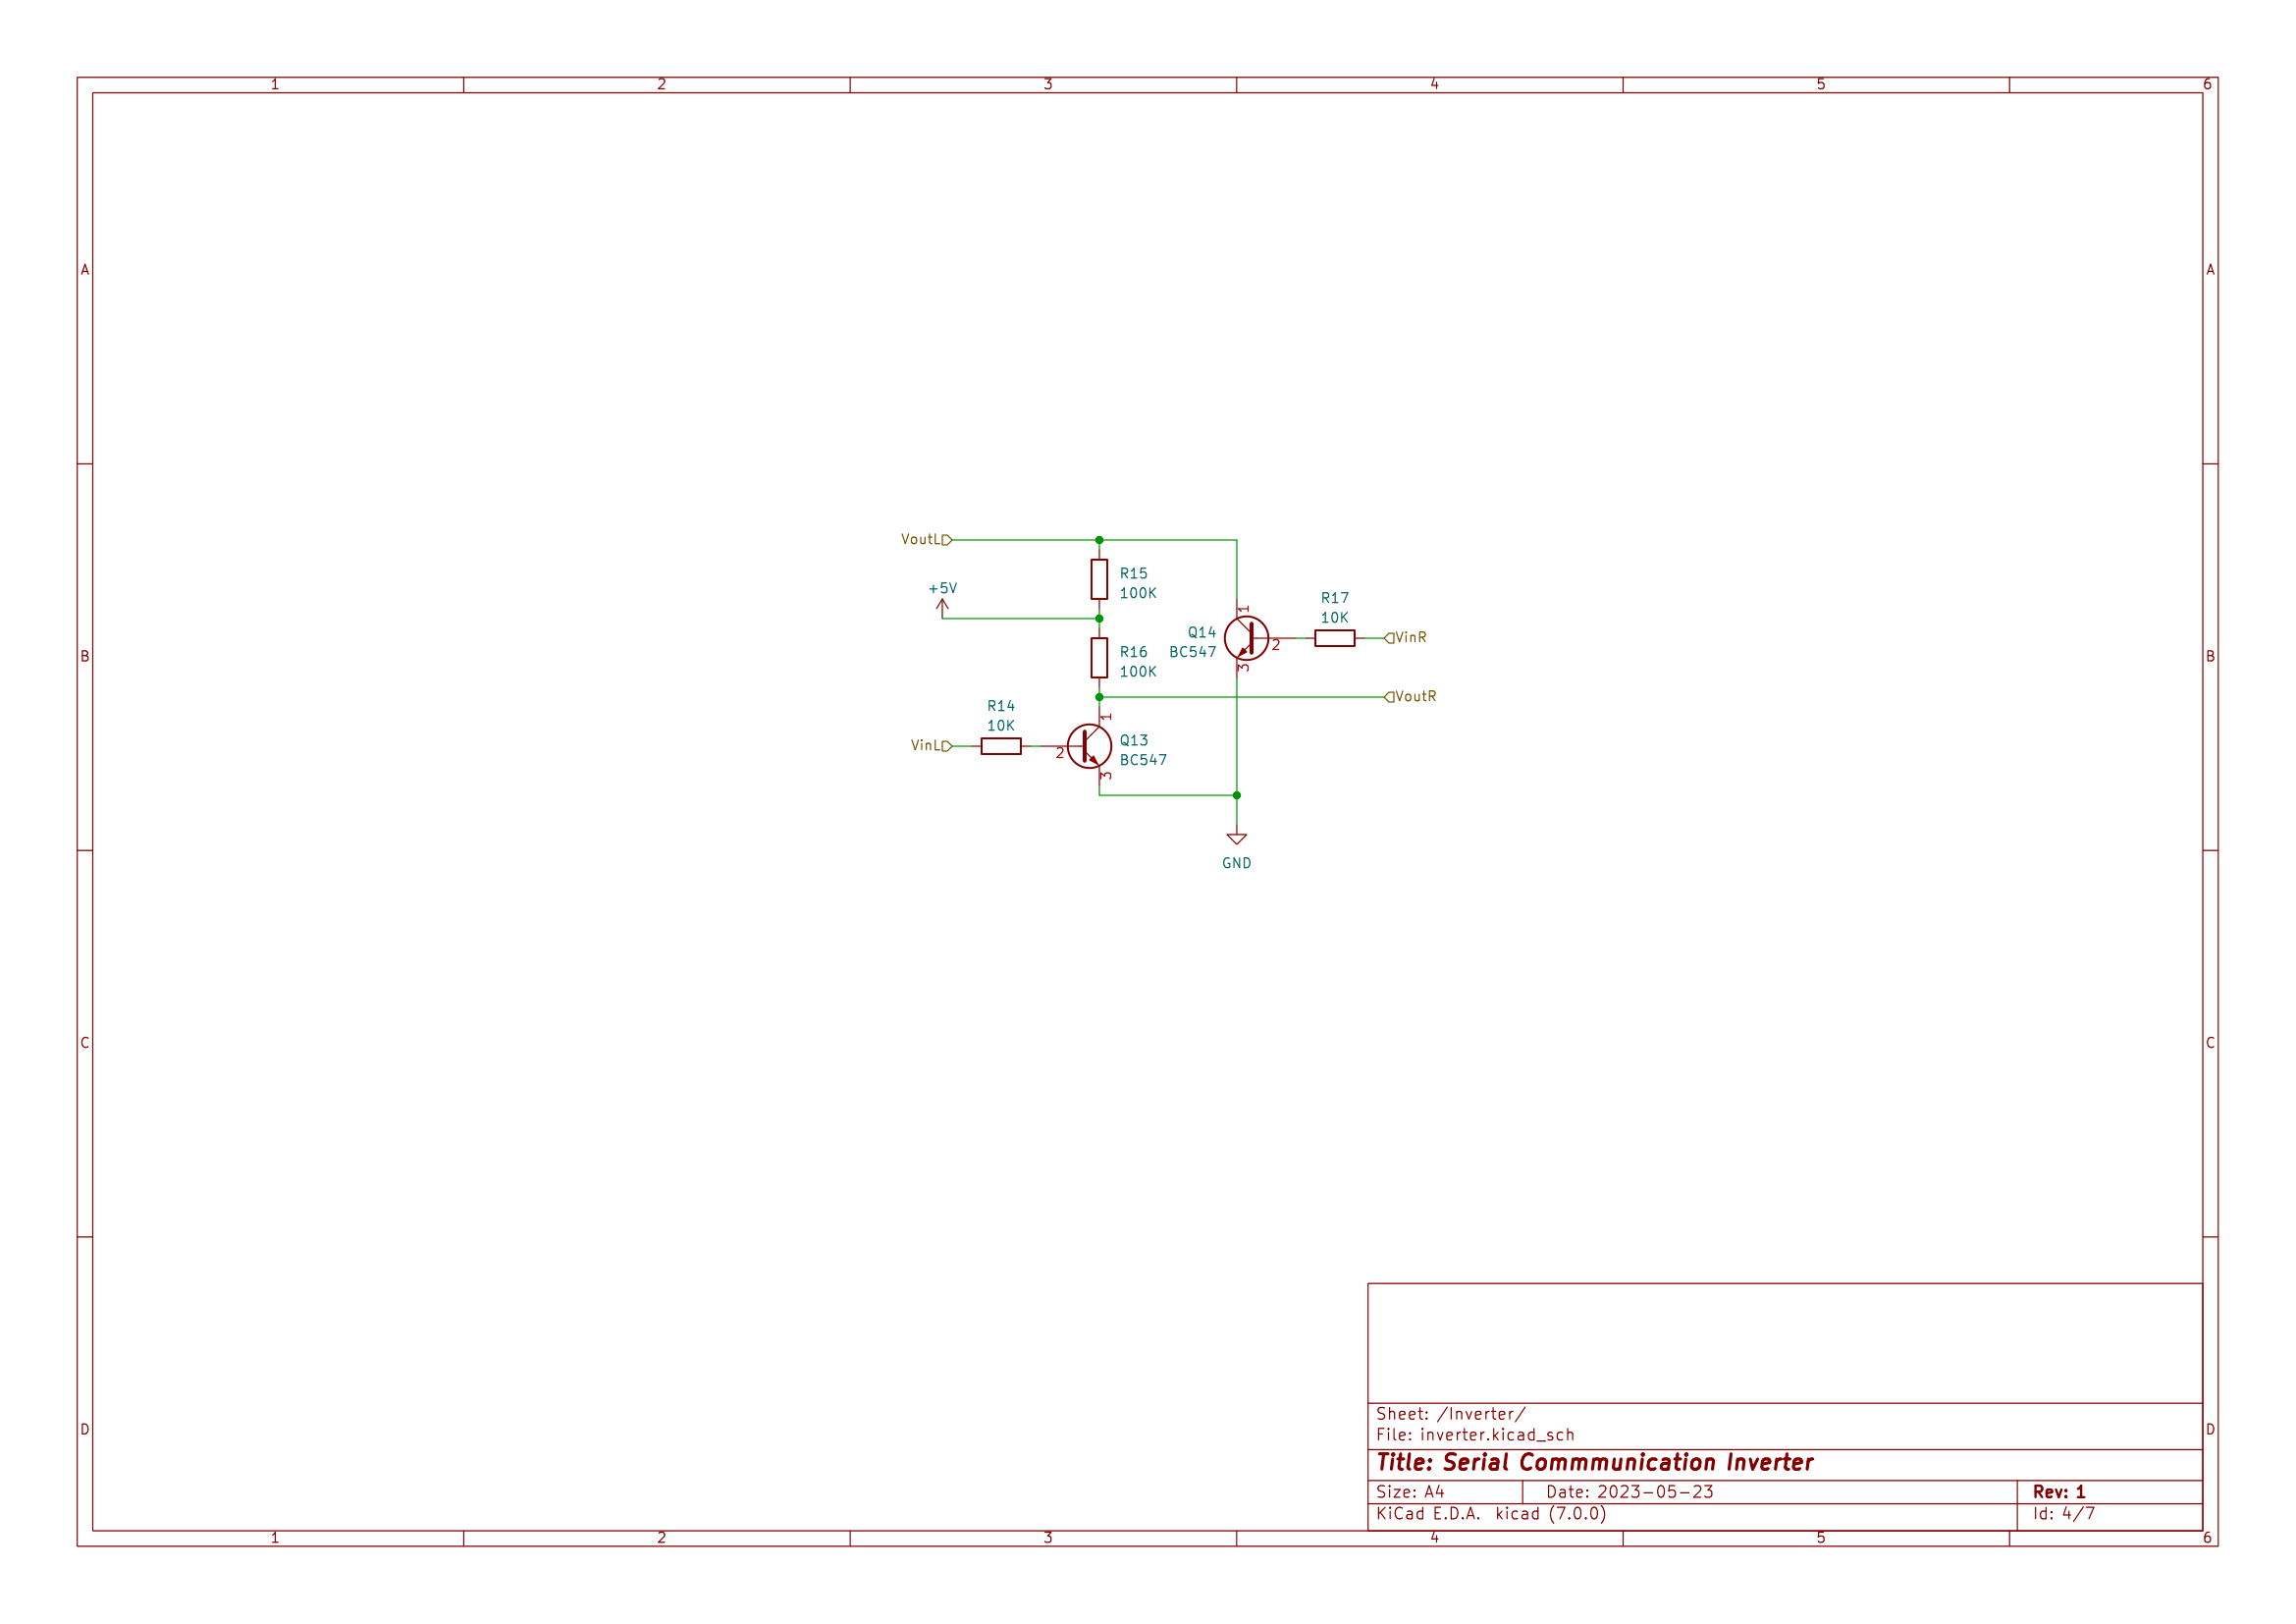 1 2 3 4 5 6
A A
VoutL
R15
100K
+5V
R17
10K
1
Q14
BC547
2
VinR
3
B B
R16
100K
VoutR
R14
10K
1
VinL
2
Q13
BC547
3
GND
C C
Sheet: /Inverter/
File: inverter.kicad_sch
D D
Title: Serial Commmunication Inverter
Size: A4 Date: 2023-05-23 Rev: 1
KiCad E.D.A. kicad (7.0.0) Id: 4/7
1 2 3 4 5 6